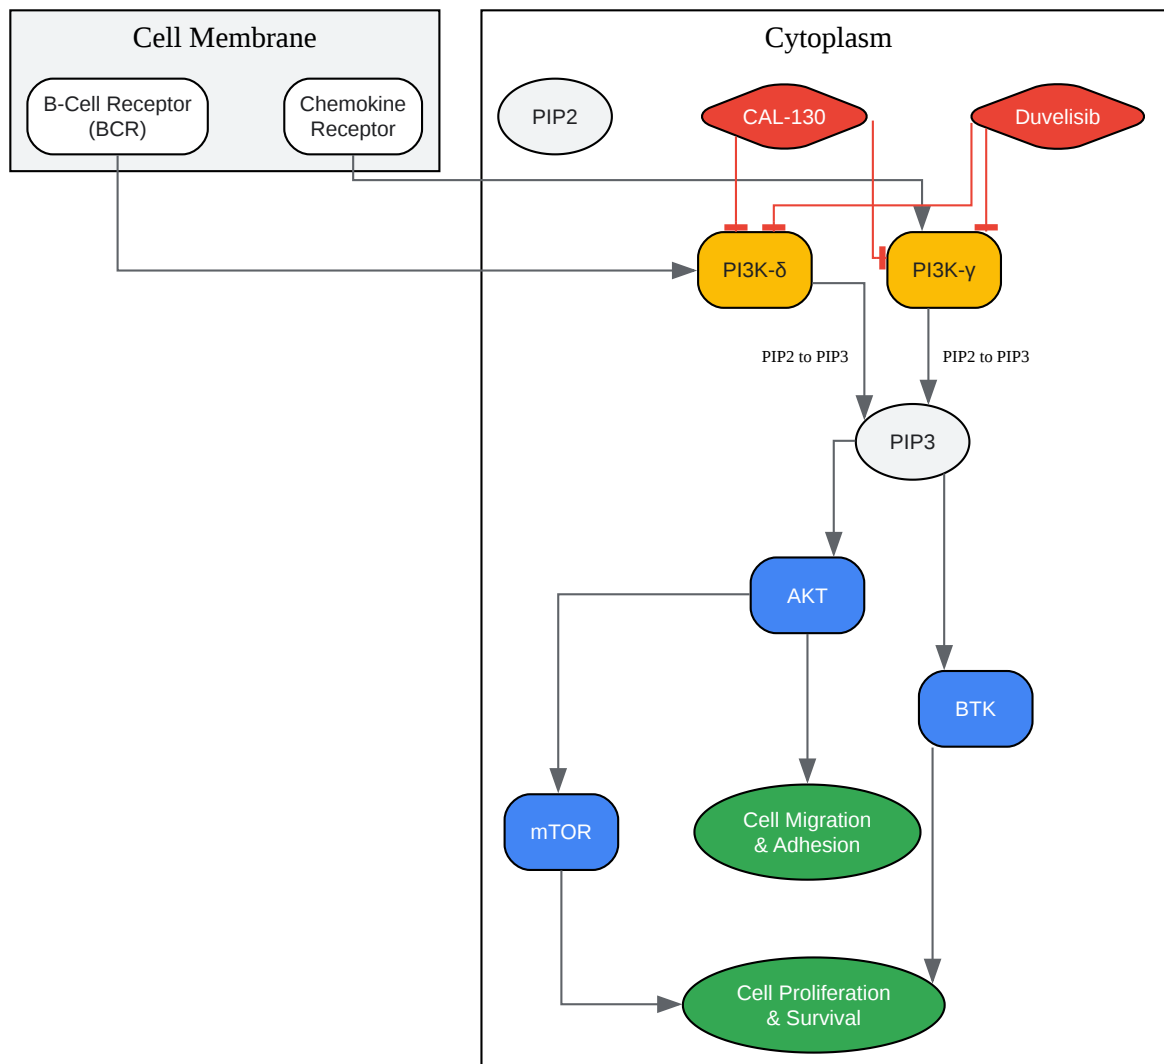 Cell Membrane
Cytoplasm
B-Cell Receptor
(BCR)
Chemokine
Receptor
PIP2
CAL-130
Duvelisib
PI3K-δ
PI3K-γ
PIP2 to PIP3
PIP2 to PIP3
PIP3
AKT
BTK
mTOR
Cell Migration
& Adhesion
Cell Proliferation
& Survival